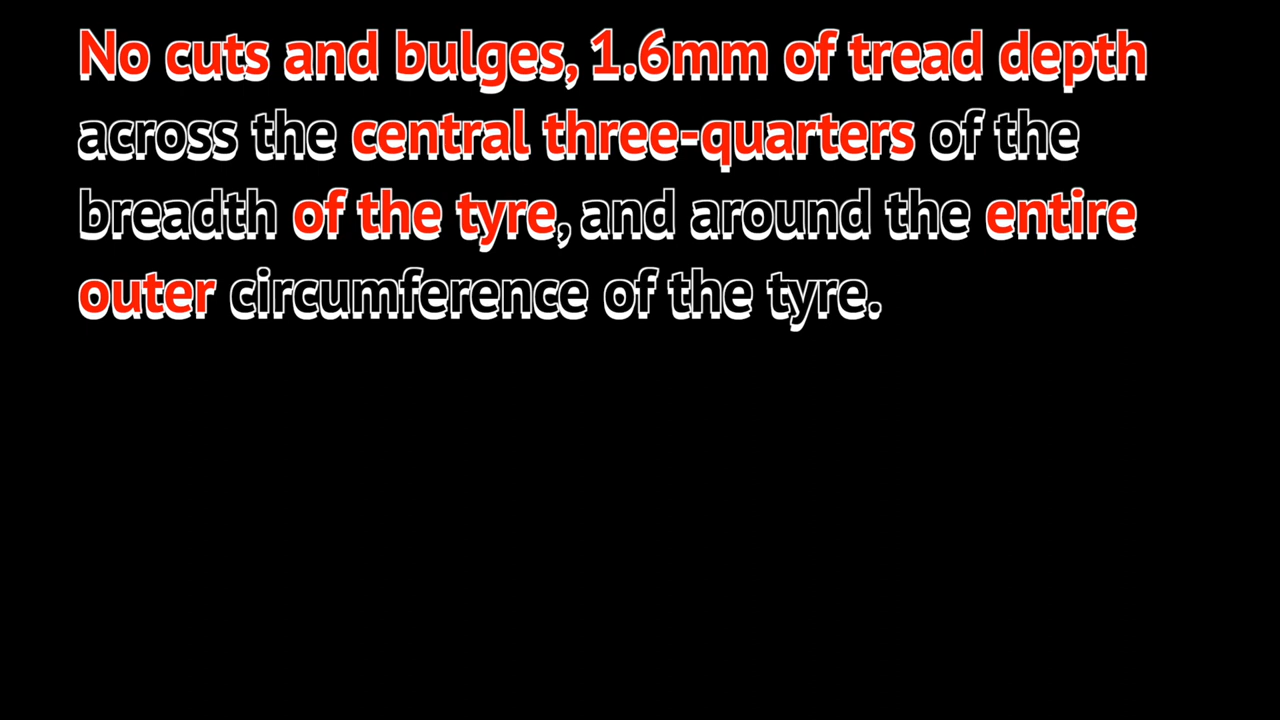 No cuts and bulges, 1.6mm of tread depth
across the central three-quarters of the
breadth of the tyre, and around the entire
outer circumference of the tyre.